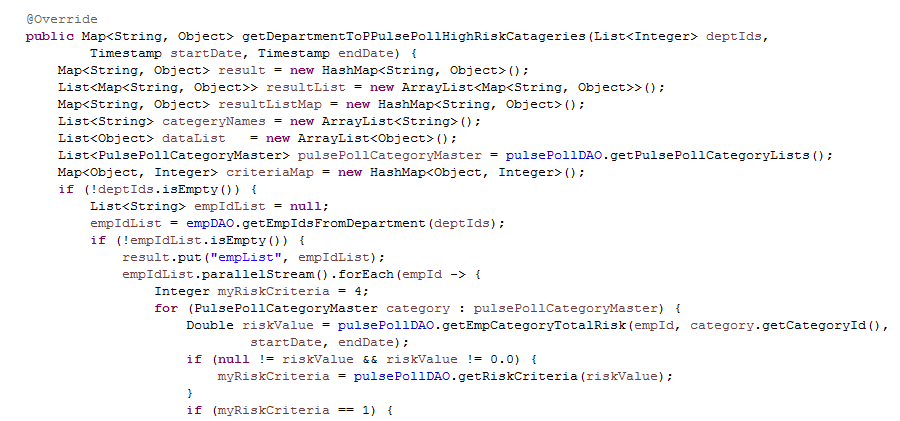 @Override
public Map<String, Object> getDepartmentToPPulsePollHighRiskCatageries(List<Integer> deptIds,
        Timestamp startDate, Timestamp endDate) {
    Map<String, Object> result = new HashMap<String, Object>();
    List<Map<String, Object>> resultList = new ArrayList<Map<String, Object>>();
    Map<String, Object> resultListMap = new HashMap<String, Object>();
    List<String> categeryNames = new ArrayList<String>();
    List<Object> dataList   = new ArrayList<Object>();
    List<PulsePollCategoryMaster> pulsePollCategoryMaster = pulsePollDAO.getPulsePollCategoryLists();
    Map<Object, Integer> criteriaMap = new HashMap<Object, Integer>();
    if (!deptIds.isEmpty()) {
        List<String> empIdList = null;
        empIdList = empDAO.getEmpIdsFromDepartment(deptIds);
        if (!empIdList.isEmpty()) {
            result.put("empList", empIdList);
            empIdList.parallelStream().forEach(empId -> {
                Integer myRiskCriteria = 4;
                for (PulsePollCategoryMaster category : pulsePollCategoryMaster) {
                    Double riskValue = pulsePollDAO.getEmpCategoryTotalRisk(empId, category.getCategoryId(),
                            startDate, endDate);
                    if (null != riskValue && riskValue != 0.0) {
                        myRiskCriteria = pulsePollDAO.getRiskCriteria(riskValue);
                    }
                    if (myRiskCriteria == 1) {